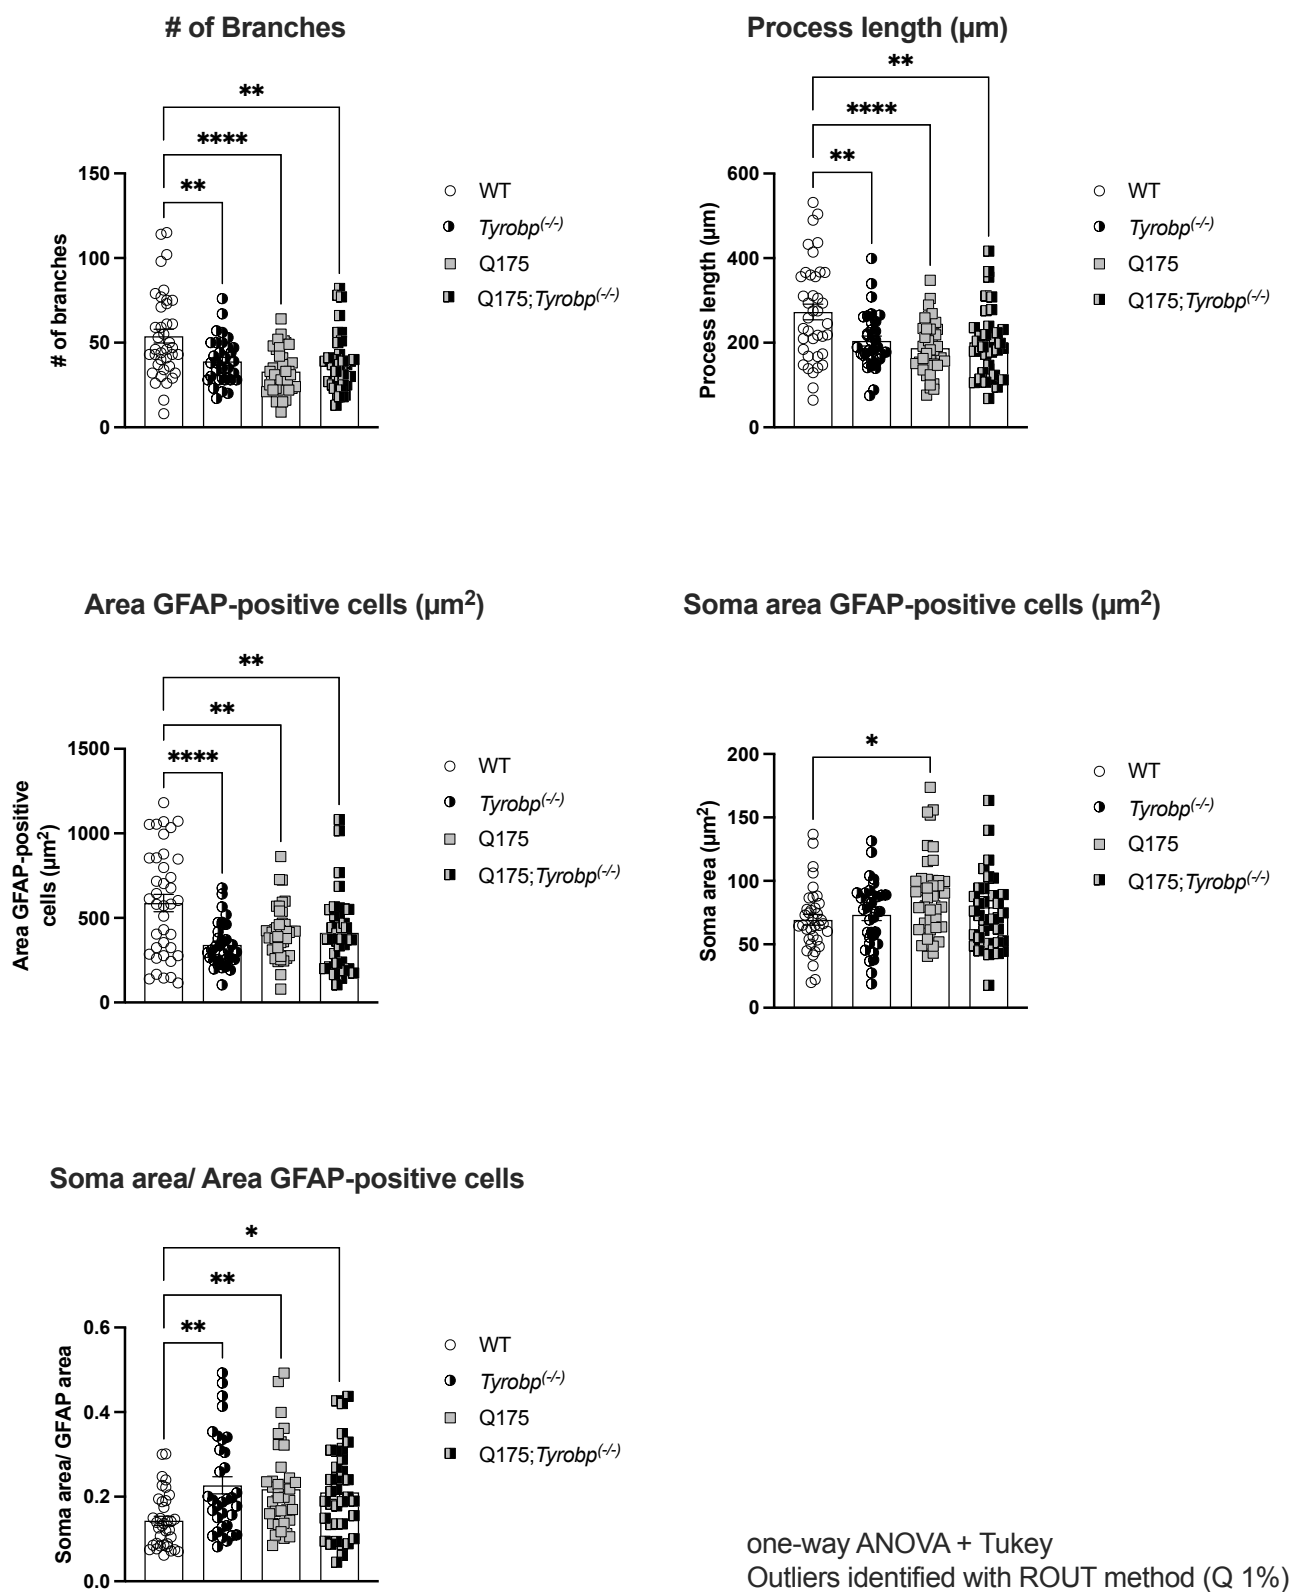 # of Branches
**
****
**
150
100
50
0
# of branches
WT
Tyrobp(-/-)
Q175
Q175;Tyrobp(-/-)
Process length (µm)
**
****
**
600
400
200
0
Process length (µm)
WT
Tyrobp(-/-)
Q175
Q175;Tyrobp(-/-)
Area GFAP-positive cells (µm2)
**
**
****
1500
1000
500
0
Area GFAP-positive
cells (µm2)
WT
Tyrobp(-/-)
Q175
Q175;Tyrobp(-/-)
Soma area GFAP-positive cells (µm2)
*
200
150
100
50
0
Soma area (µm2)
WT
Tyrobp(-/-)
Q175
Q175;Tyrobp(-/-)
Soma area/ Area GFAP-positive cells
*
**
**
0.6
0.4
0.2
0.0
Soma area/ GFAP area
WT
Tyrobp(-/-)
Q175
Q175;Tyrobp(-/-)
one-way ANOVA + Tukey
Outliers identified with ROUT method (Q 1%)